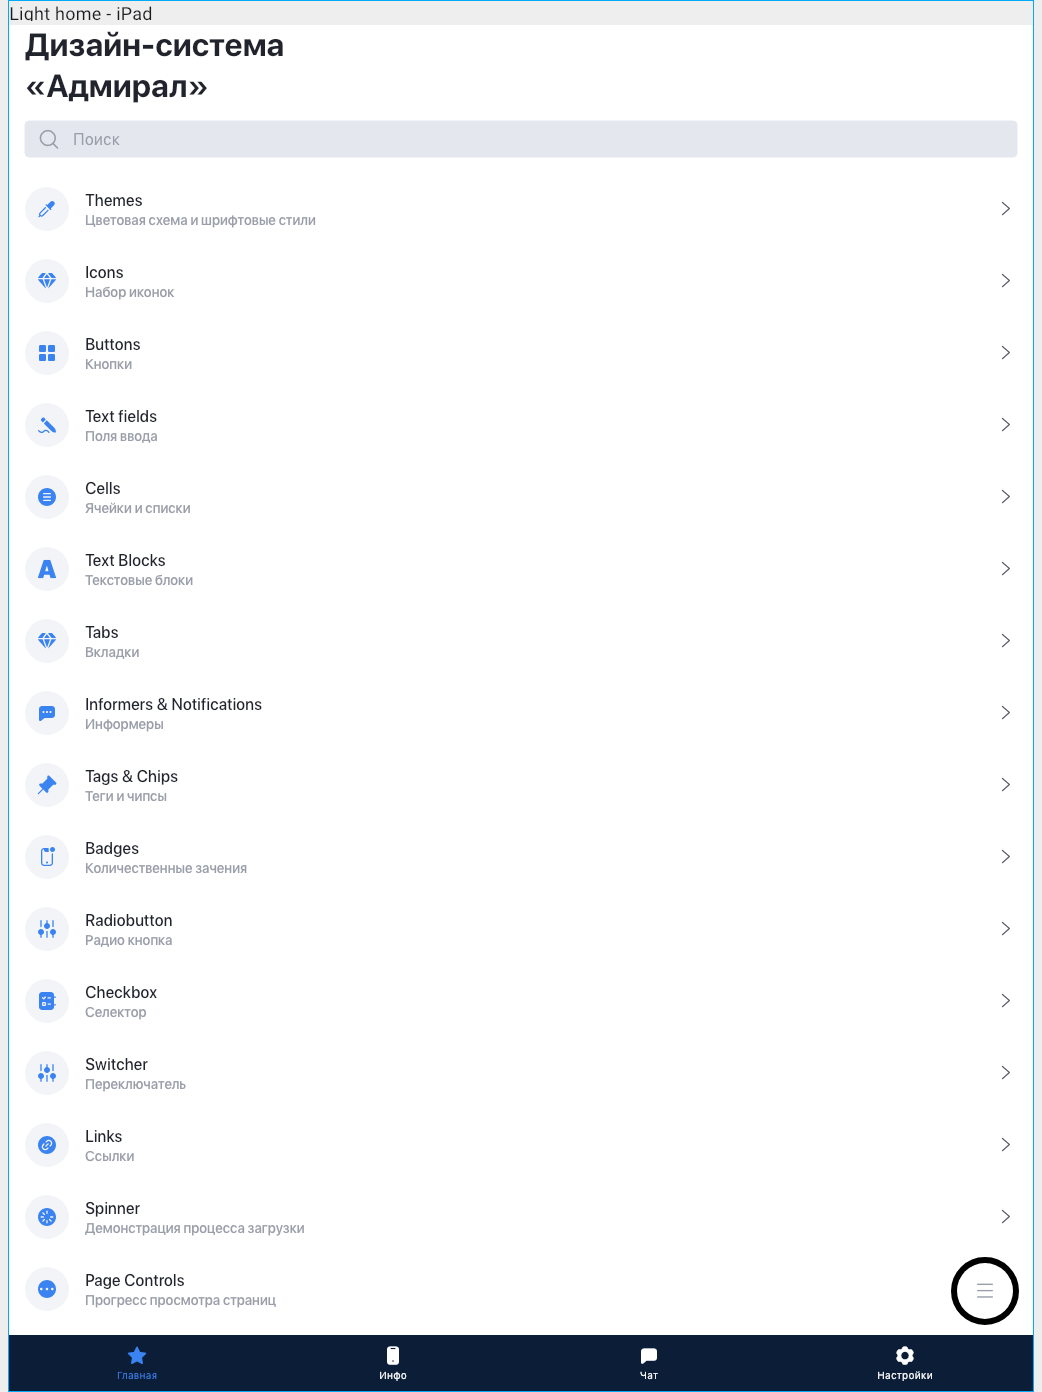 Light home - iPad
Дизайн-система
«Адмирал»
Поиск
Themes
Цветовая схема и шрифтовые стили
Icons
Набор иконок
Buttons
Кнопки
Text fields
Поля ввода
Cells
Ячейки и списки
Text Blocks
Текстовые блоки
Tabs
Вкладки
Informers & Notifications
Информеры
Tags & Chips
Теги и чипсы
Badges
Количественные зачения
Radiobutton
Радио кнопка
Checkbox
Селектор
Switcher
Переключатель
Links
Ссылки
Spinner
Демонстрация процесса загрузки
Page Controls
Прогресс просмотра страниц
Главная Инфо Чат Настройки